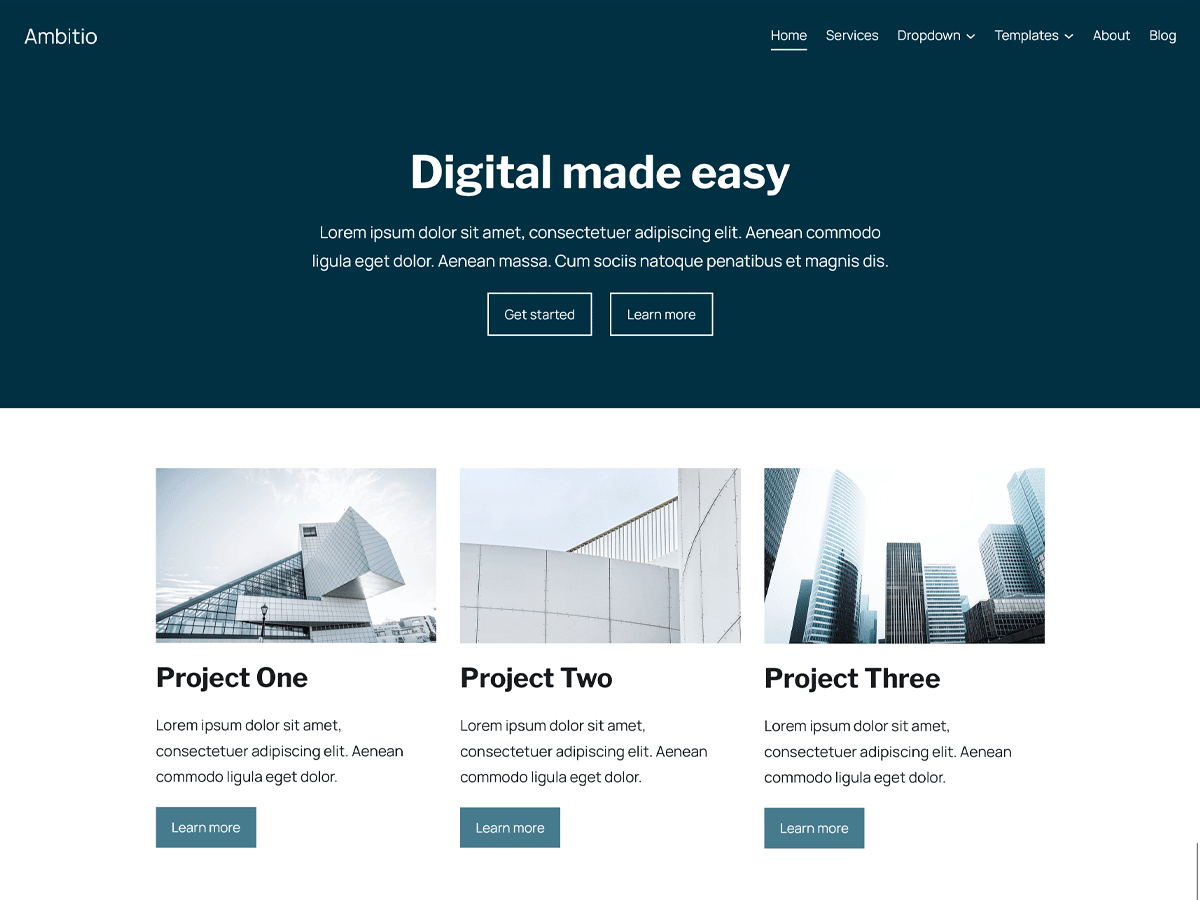 Ambitio
Home Services Dropdown Templates About Blog
Digital made easy
Lorem ipsum dolor sit amet, consectetuer adipiscing elit. Aenean commodo
ligula eget dolor. Aenean massa. Cum sociis natoque penatibus et magnis dis.
Get started
Learn more
Project One
Lorem ipsum dolor sit amet,
consectetuer adipiscing elit. Aenean
commodo ligula eget dolor.
Learn more
Project Two
Lorem ipsum dolor sit amet,
consectetuer adipiscing elit. Aenean
commodo ligula eget dolor.
Learn more
Project Three
Lorem ipsum dolor sit amet,
consectetuer adipiscing elit. Aenean
commodo ligula eget dolor.
Learn more